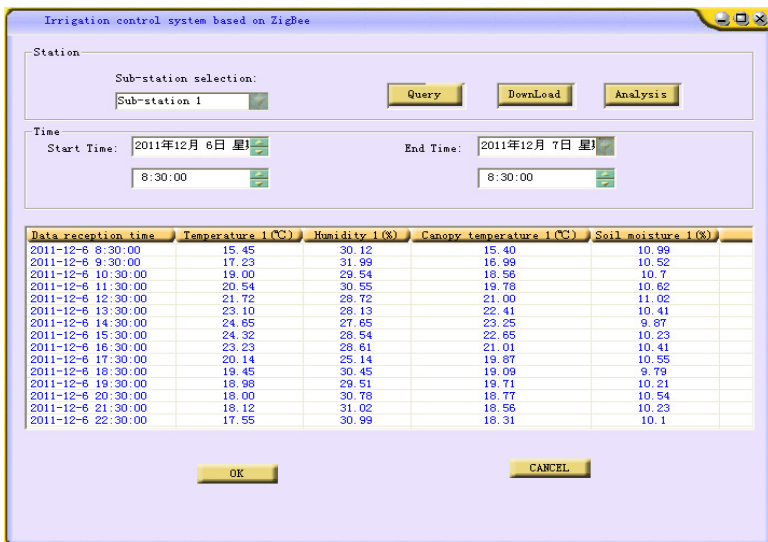 Irrigation control system based on ZigBee
Station
Sub-station selection:
Sub-station 1
Query DownLoad Analysis
Time
Start Time: 2011年12月 6日 End Time: 2011年12月 7日
8:30:00 8:30:00
Data reception time Temperature 1(℃) Humidity 1(%) Canopy temperature 1(℃) Soil moisture 1(%)
2011-12-6 8:30:00 15.45 30.12 15.40 10.99
2011-12-6 9:30:00 17.23 31.99 16.99 10.52
2011-12-6 10:30:00 19.00 29.54 18.56 10.7
2011-12-6 11:30:00 20.54 30.55 19.78 10.62
2011-12-6 12:30:00 21.72 28.72 21.00 11.02
2011-12-6 13:30:00 23.10 28.13 22.41 10.41
2011-12-6 14:30:00 24.65 27.65 23.25 9.87
2011-12-6 15:30:00 24.32 28.54 22.65 10.23
2011-12-6 16:30:00 23.23 28.61 21.01 10.41
2011-12-6 17:30:00 20.14 25.14 19.87 10.55
2011-12-6 18:30:00 19.45 30.45 19.09 9.79
2011-12-6 19:30:00 18.98 29.51 19.71 10.21
2011-12-6 20:30:00 18.00 30.78 18.77 10.54
2011-12-6 21:30:00 18.12 31.02 18.56 10.23
2011-12-6 22:30:00 17.55 30.99 18.31 10.1
OK CANCEL